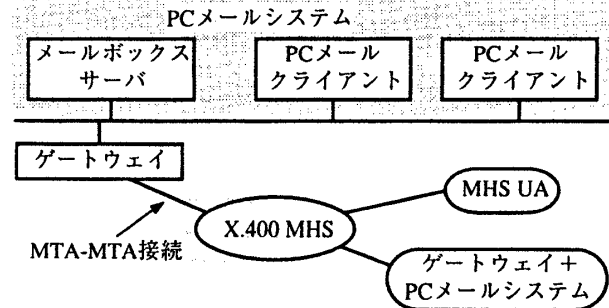 PCメールシステム
メールボックス
サーバ
PCメール
クライアント
PCメール
クライアント
ゲートウェイ
MHS UA
X.400 MHS
MTA-MTA接続
ゲートウェイ+
PCメールシステム